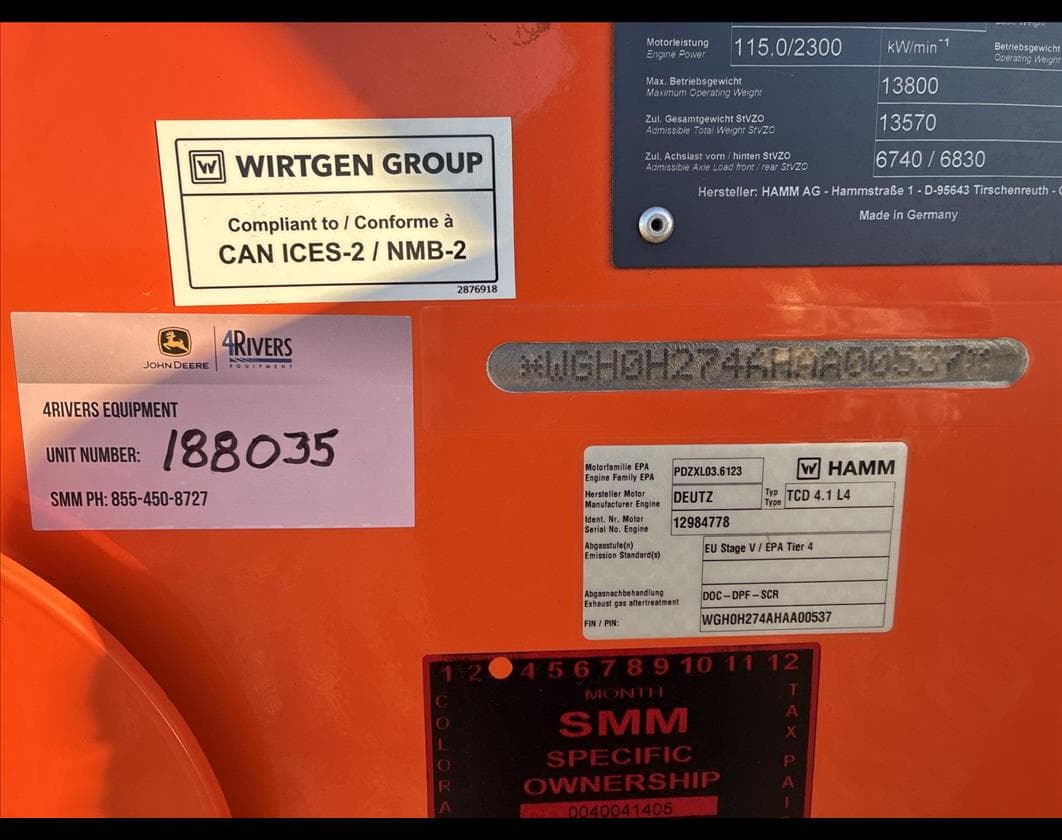 Motorleistung
Engine Power
115,0/2300
kW/min⁻¹
Betriebsgewicht
Operating Weight
Max. Betriebsgewicht
Maximum Operating Weight
13800
Zul. Gesamtgewicht StVZO
Admissible Total Weight StVZO
13570
Zul. Achslast vorn / hinten StVZO
Admissible Axle Load front / rear StVZO
6740 / 6830
Hersteller: HAMM AG - Hammstraße 1 - D-95643 Tirschenreuth -
Made in Germany
W WIRTGEN GROUP
Compliant to / Conforme à
CAN ICES-2 / NMB-2
2876918
JOHN DEERE
4RIVERS
EQUIPMENT
4RIVERS EQUIPMENT
UNIT NUMBER: 188035
SMM PH: 855-450-8727
*WGH0H274AHAA00537*
W HAMM
Motorfamilie EPA
Engine Family EPA
PDZXL03.6123
Hersteller Motor
Manufacturer Engine
DEUTZ
Typ
Type
TCD 4.1 L4
Ident. Nr. Motor
Serial No. Engine
12984778
Abgasstufe(n)
Emission Standard(s)
EU Stage V / EPA Tier 4
Abgasnachbehandlung
Exhaust gas aftertreatment
DOC-DPF-SCR
FIN / PIN:
WGH0H274AHAA00537
1 2 4 5 6 7 8 9 10 11 12
MONTH
COLORA
SMM
SPECIFIC
OWNERSHIP
0040041405
TAX PAI